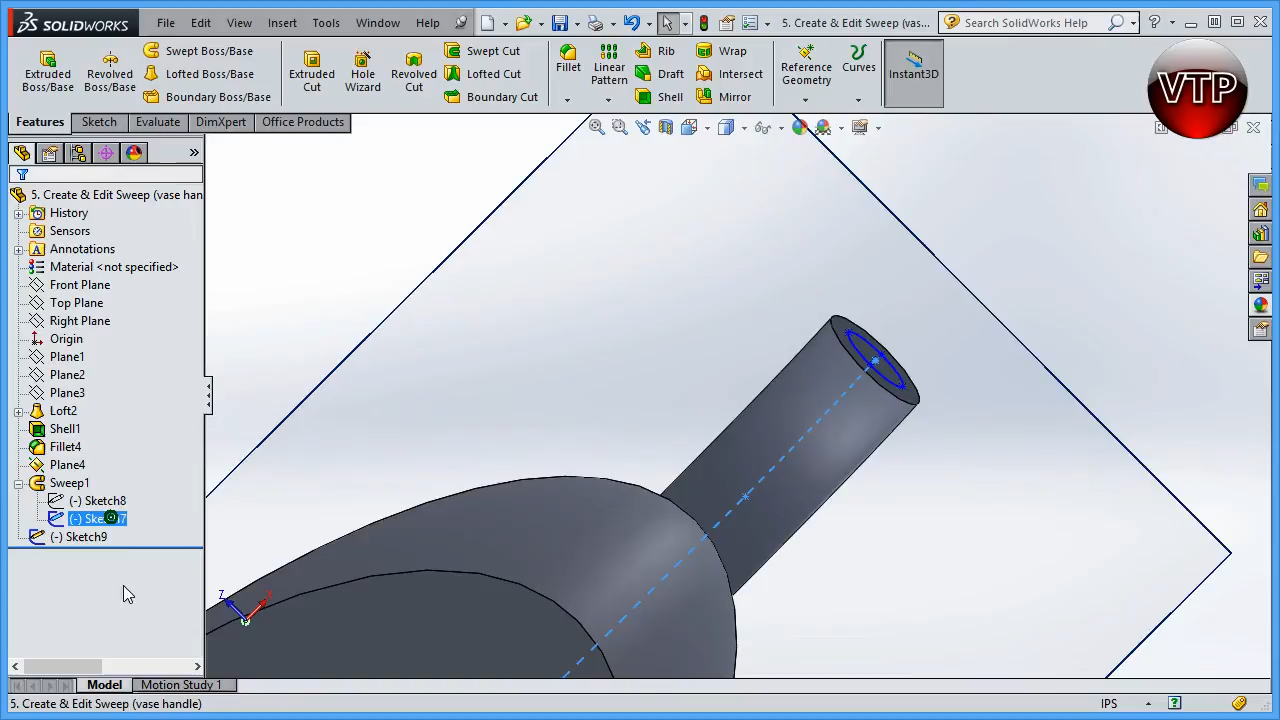 SOLIDWORKS File Edit View Insert Tools Window Help 5. Create & Edit Sweep (vas... Search SolidWorks Help
Extruded Boss/Base Revolved Boss/Base Swept Boss/Base Lofted Boss/Base Boundary Boss/Base Extruded Cut Hole Wizard Revolved Cut Swept Cut Lofted Cut Boundary Cut Fillet Linear Pattern Rib Draft Shell Wrap Intersect Mirror Reference Geometry Curves Instant3D
VTP
Features Sketch Evaluate DimXpert Office Products
5. Create & Edit Sweep (vase han
History
Sensors
Annotations
Material <not specified>
Front Plane
Top Plane
Right Plane
Origin
Plane1
Plane2
Plane3
Loft2
Shell1
Fillet4
Plane4
Sweep1
(-) Sketch8
(-) Ske
(-) Sketch9
Z X
Model Motion Study 1
5. Create & Edit Sweep (vase handle) IPS